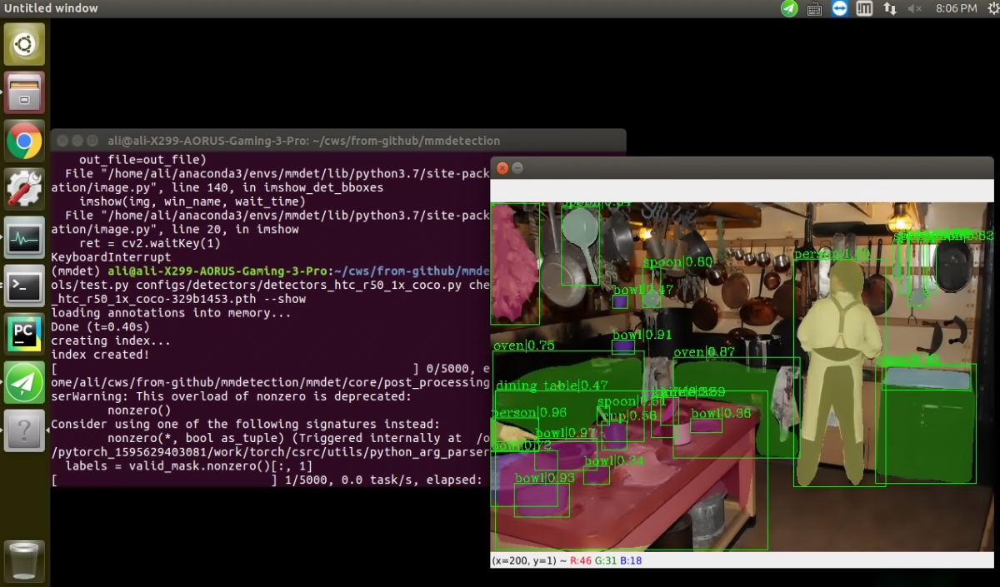 Untitled window
8:06 PM
ali@ali-X299-AORUS-Gaming-3-Pro: ~/cws/from-github/mmdetection
out_file=out_file)
File "/home/ali/anaconda3/envs/mmdet/lib/python3.7/site-pack
ation/image.py", line 140, in imshow_det_bboxes
imshow(img, win_name, wait_time)
File "/home/ali/anaconda3/envs/mmdet/lib/python3.7/site-pack
ation/image.py", line 20, in imshow
ret = cv2.waitKey(1)
KeyboardInterrupt
(mmdet) ali@ali-X299-AORUS-Gaming-3-Pro:~/cws/from-github/mmde
ols/test.py configs/detectors/detectors_htc_r50_1x_coco.py che
_htc_r50_1x_coco-329b1453.pth --show
loading annotations into memory...
Done (t=0.40s)
creating index...
index created!
[ ] 0/5000, e
ome/ali/cws/from-github/mmdetection/mmdet/core/post_processing
serWarning: This overload of nonzero is deprecated:
nonzero()
Consider using one of the following signatures instead:
nonzero(*, bool as_tuple) (Triggered internally at /o
/pytorch_1595629403081/work/torch/csrc/utils/python_arg_parser
labels = valid_mask.nonzero()[:, 1]
[ ] 1/5000, 0.0 task/s, elapsed:
PC
person|1.00
spoon|0.80
bowl|0.47
bowl|0.91
oven|0.75
oven|0.87
dining table|0.47
spoon|0.61
person|0.96
cup|0.56
bowl|0.97
bowl|0.72
bowl|0.34
bowl|0.93
(x=200, y=1) ~ R:46 G:31 B:18